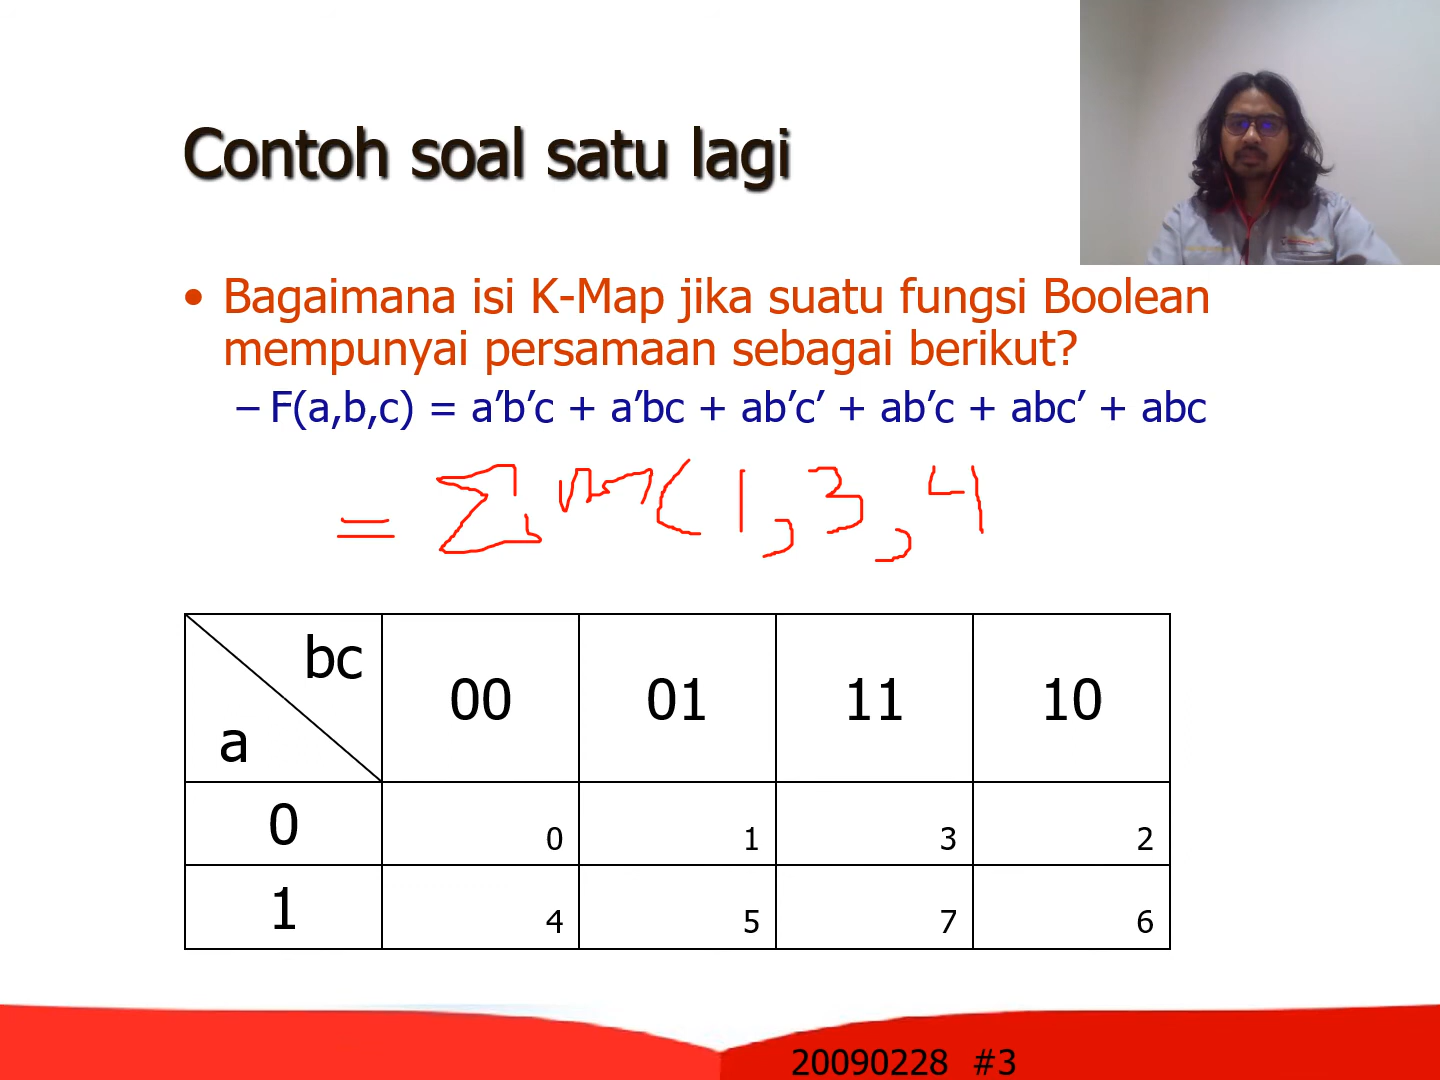 Contoh soal satu lagi
• Bagaimana isi K-Map jika suatu fungsi Boolean
mempunyai persamaan sebagai berikut?
– F(a,b,c) = a’b’c + a’bc + ab’c’ + ab’c + abc’ + abc
= Σ m ( 1 , 3 , 4
bc
a
00 01 11 10
0 0 1 3 2
1 4 5 7 6
20090228 #3